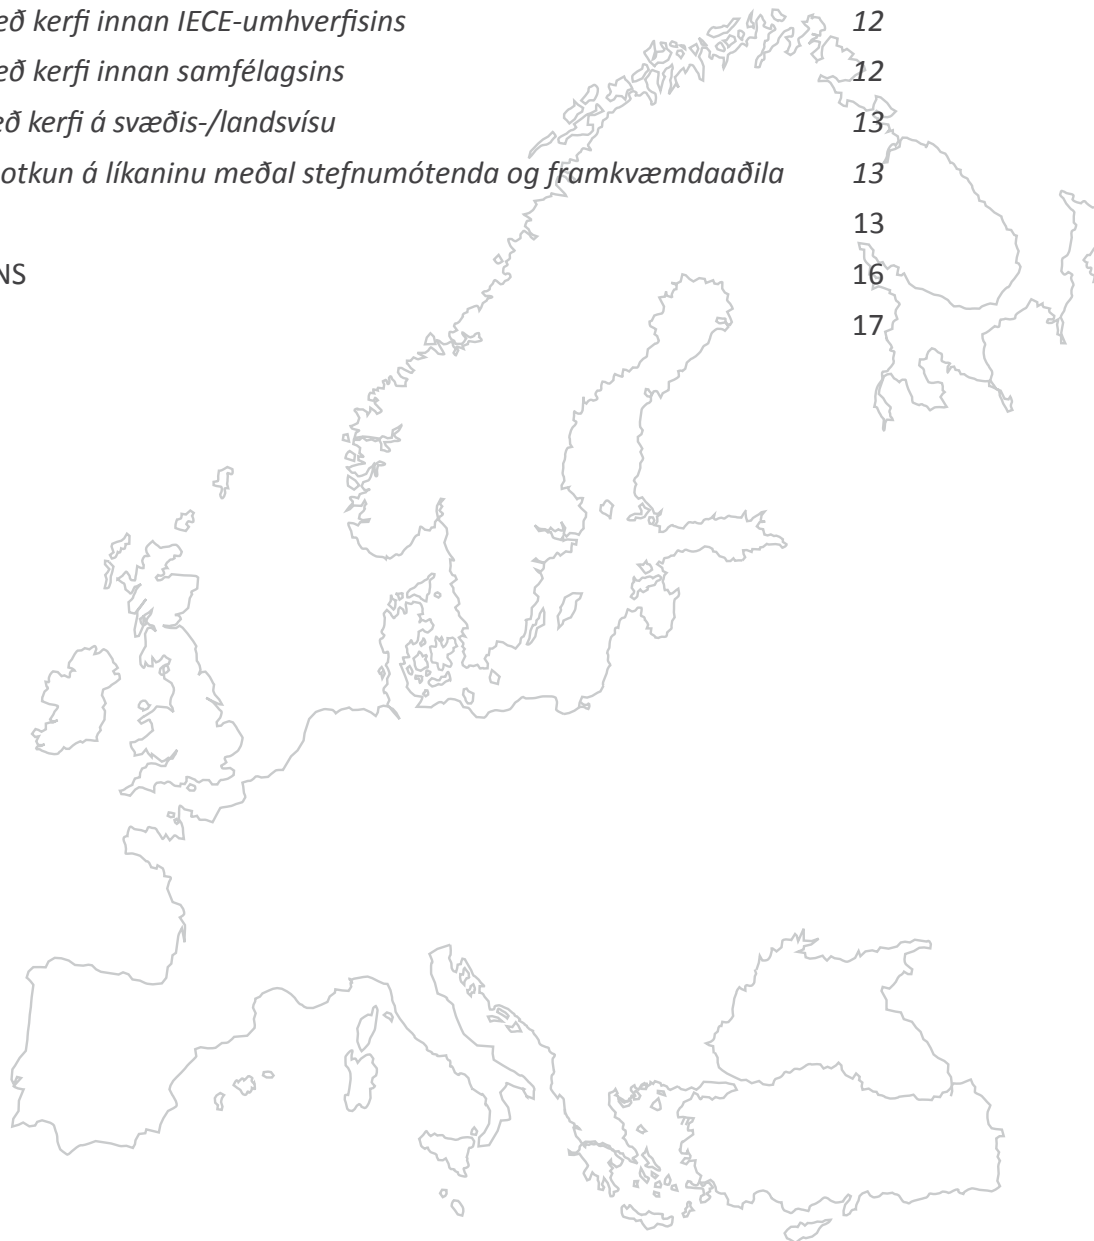 eð kerfi innan IECE-umhverfisins 12
eð kerfi innan samfélagsins 12
eð kerfi á svæðis-/landsvísu 13
otkun á líkaninu meðal stefnumótenda og framkvæmdaaðila 13
13
NS 16
17